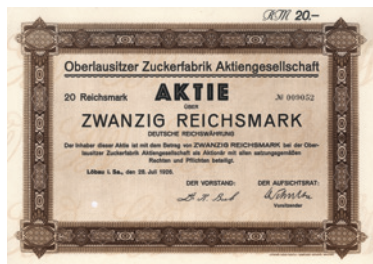 RM 20.—
Oberlausitzer Zuckerfabrik Aktiengesellschaft
20 Reichsmark AKTIE № 009052
ÜBER
ZWANZIG REICHSMARK
DEUTSCHE REICHSWÄHRUNG
Der Inhaber dieser Aktie ist mit dem Betrag von ZWANZIG REICHSMARK bei der Ober-
lausitzer Zuckerfabrik Aktiengesellschaft als Aktionär mit allen satzungsgemäßen
Rechten und Pflichten beteiligt.
Löbau i. Sa., den 28. Juli
DER VORSTAND: DER AUFSICHTSRAT:
Vorsitzender